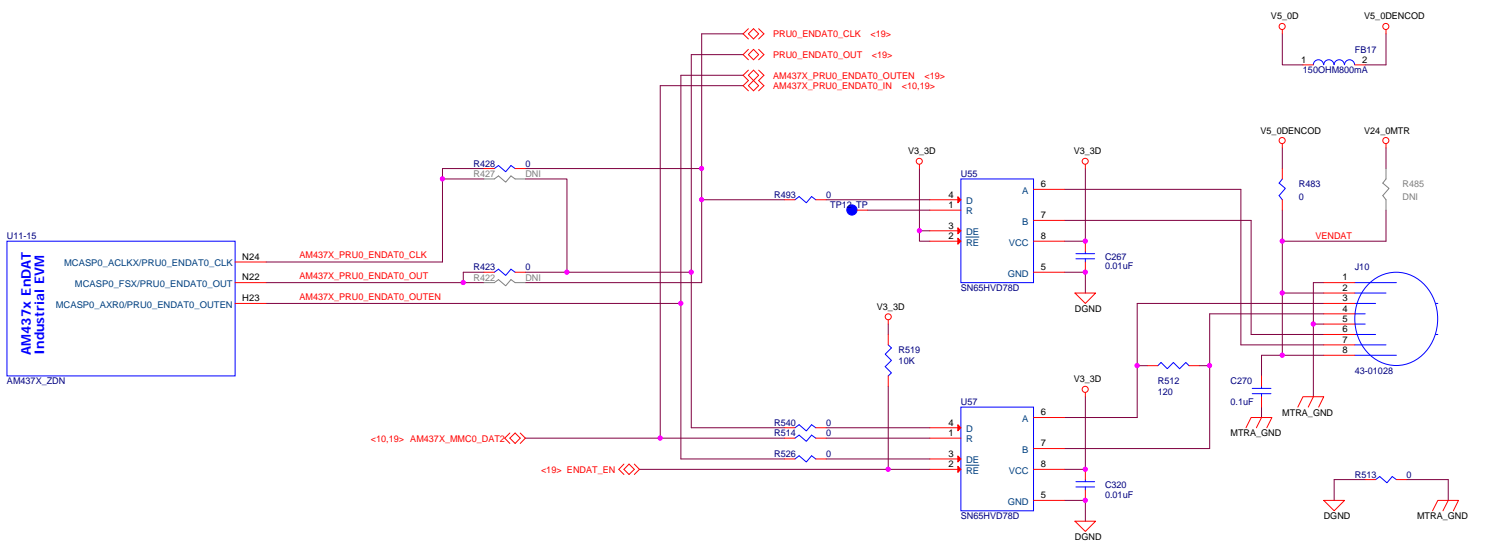 PRU0_ENDAT0_CLK <19>
PRU0_ENDAT0_OUT <19>
AM437X_PRU0_ENDAT0_OUTEN <19>
AM437X_PRU0_ENDAT0_IN <10,19>
V5_0D
V5_0DENCOD
FB17
1 2
150OHM800mA
U11-15
AM437x EnDAT
Industrial EVM
MCASP0_ACLKX/PRU0_ENDAT0_CLK
MCASP0_FSX/PRU0_ENDAT0_OUT
MCASP0_AXR0/PRU0_ENDAT0_OUTEN
AM437X_ZDN
N24
N22
H23
AM437X_PRU0_ENDAT0_CLK
AM437X_PRU0_ENDAT0_OUT
AM437X_PRU0_ENDAT0_OUTEN
R428 0
R427 DNI
R423 0
R422 DNI
R493 0
TP12 TP
V3_3D
V3_3D
U55
4 D
1 R
3 DE
2 RE
A 6
B 7
VCC 8
GND 5
SN65HVD78D
C267
0.01uF
DGND
V5_0DENCOD
V24_0MTR
R483
0
R485
DNI
VENDAT
J10
1
2
3
4
5
6
7
8
43-01028
V3_3D
R519
10K
V3_3D
U57
R540 0
R514 0
R526 0
<10,19> AM437X_MMC0_DAT2
<19> ENDAT_EN
4 D
1 R
3 DE
2 RE
A 6
B 7
VCC 8
GND 5
SN65HVD78D
C320
0.01uF
DGND
R512
120
C270
0.1uF
MTRA_GND
MTRA_GND
R513 0
DGND
MTRA_GND